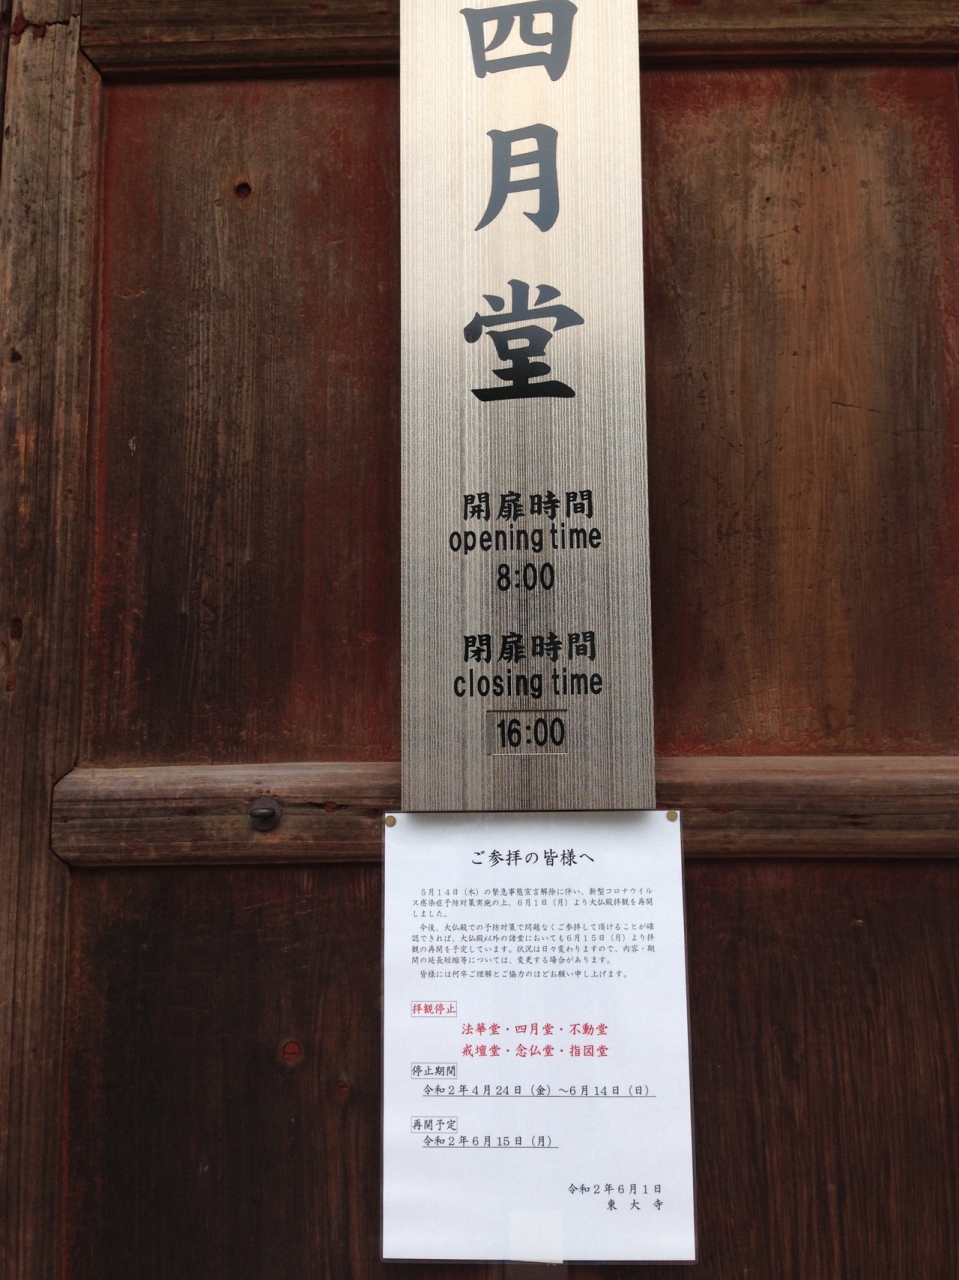 四月堂
開扉時間
opening time
8:00
閉扉時間
closing time
16:00
ご参拝の皆様へ
５月１４日（木）の緊急事態宣言解除に伴い、新型コロナウイル
ス感染症予防対策実施の上、６月１日（月）より大仏殿拝観を再開
しました。
今後、大仏殿での予防対策で問題なくご参拝して頂けることが確
認できれば、大仏殿以外の諸堂においても６月１５日（月）より拝
観の再開を予定しています。状況は日々変わりますので、内容・期
間の延長短縮等については、変更する場合があります。
皆様には何卒ご理解とご協力のほどお願い申し上げます。
拝観停止
法華堂・四月堂・不動堂
戒壇堂・念仏堂・指図堂
停止期間
令和２年４月２４日（金）～６月１４日（日）
再開予定
令和２年６月１５日（月）
令和２年６月１日
東大寺